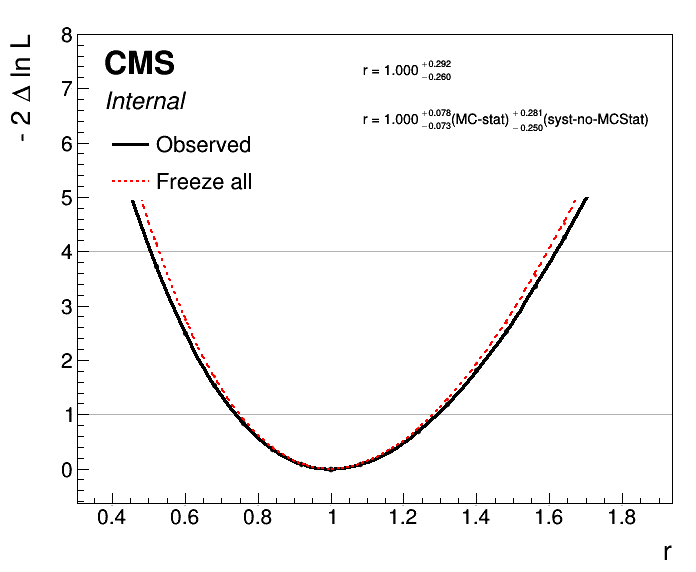 - 2 Δ ln L
8
7
6
5
4
3
2
1
0
CMS
Internal
Observed
Freeze all
r = 1.000 +0.292 −0.260
r = 1.000 +0.078 −0.073(MC-stat) +0.281 −0.250(syst-no-MCStat)
0.4 0.6 0.8 1 1.2 1.4 1.6 1.8
r